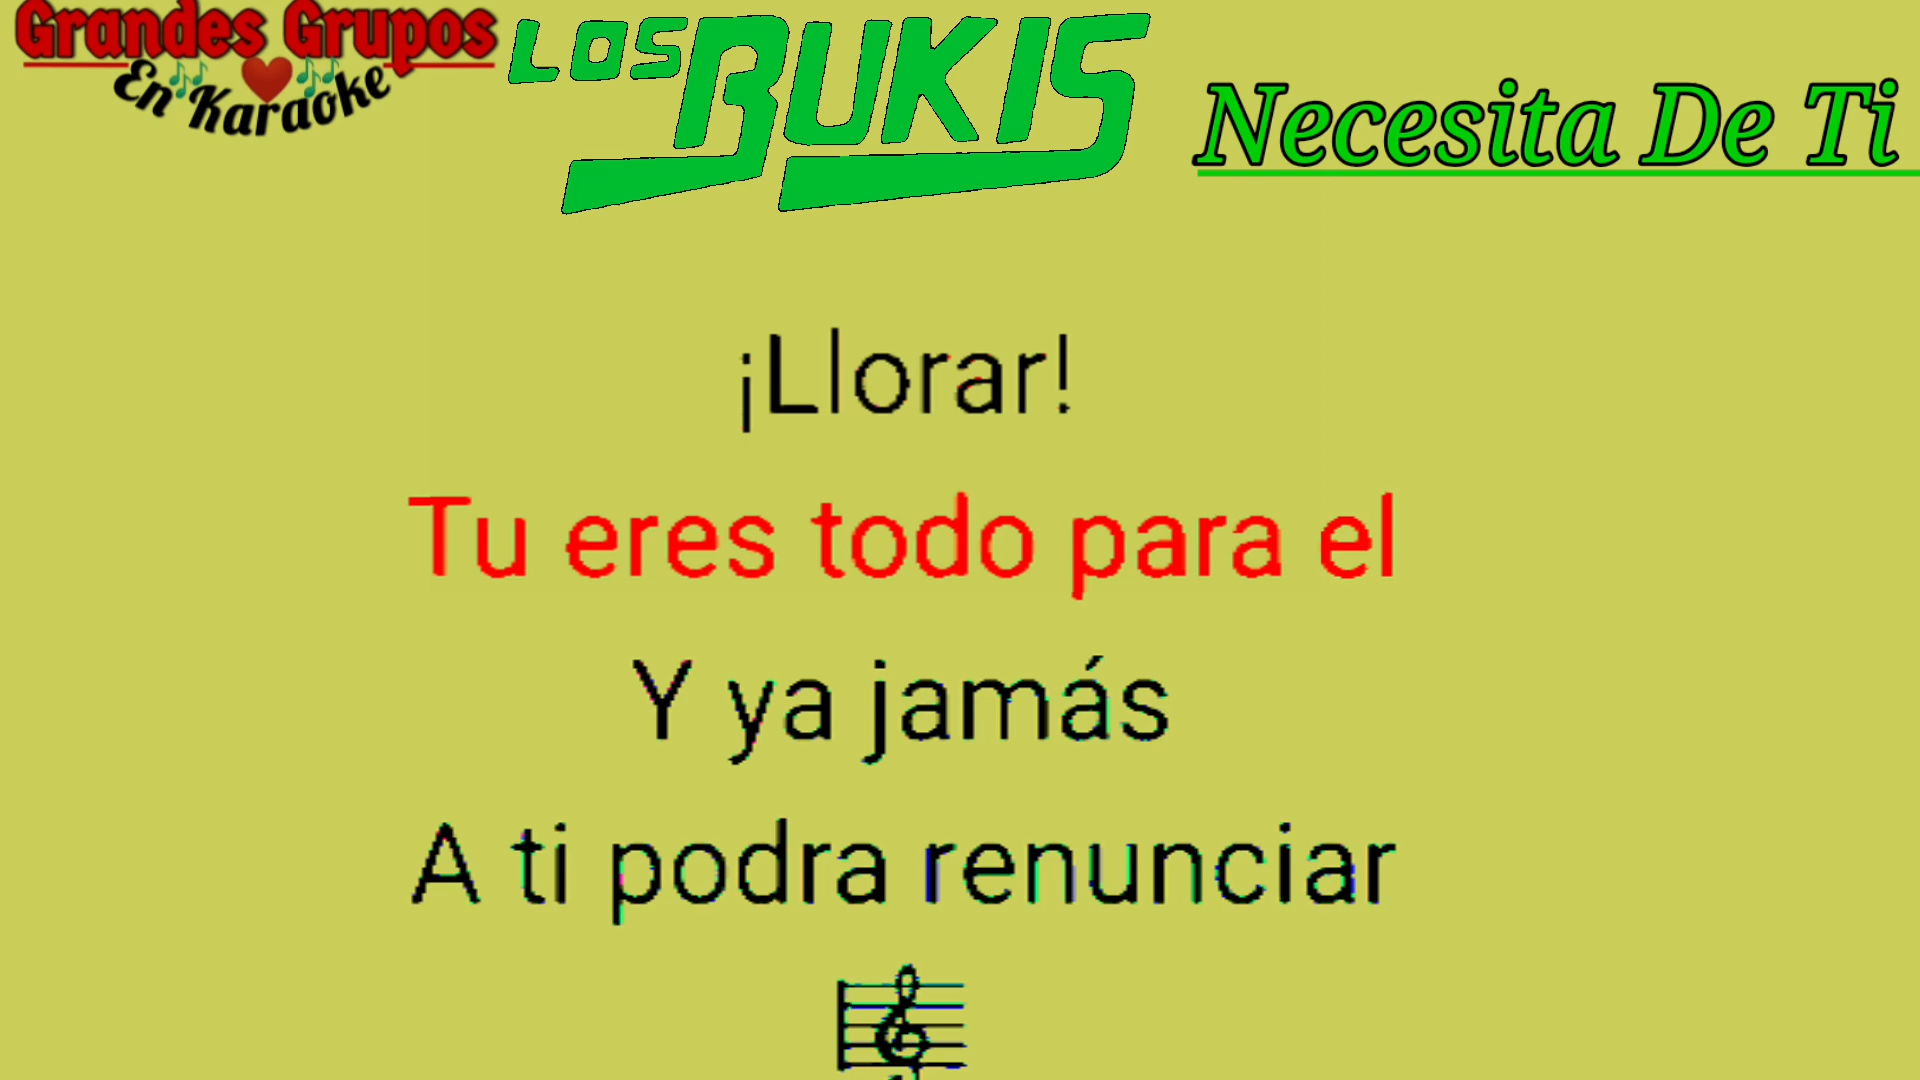 Grandes Grupos
En Karaoke
LOS BUKIS
Necesita De Ti
¡Llorar!
Tu eres todo para el
Y ya jamás
A ti podra renunciar